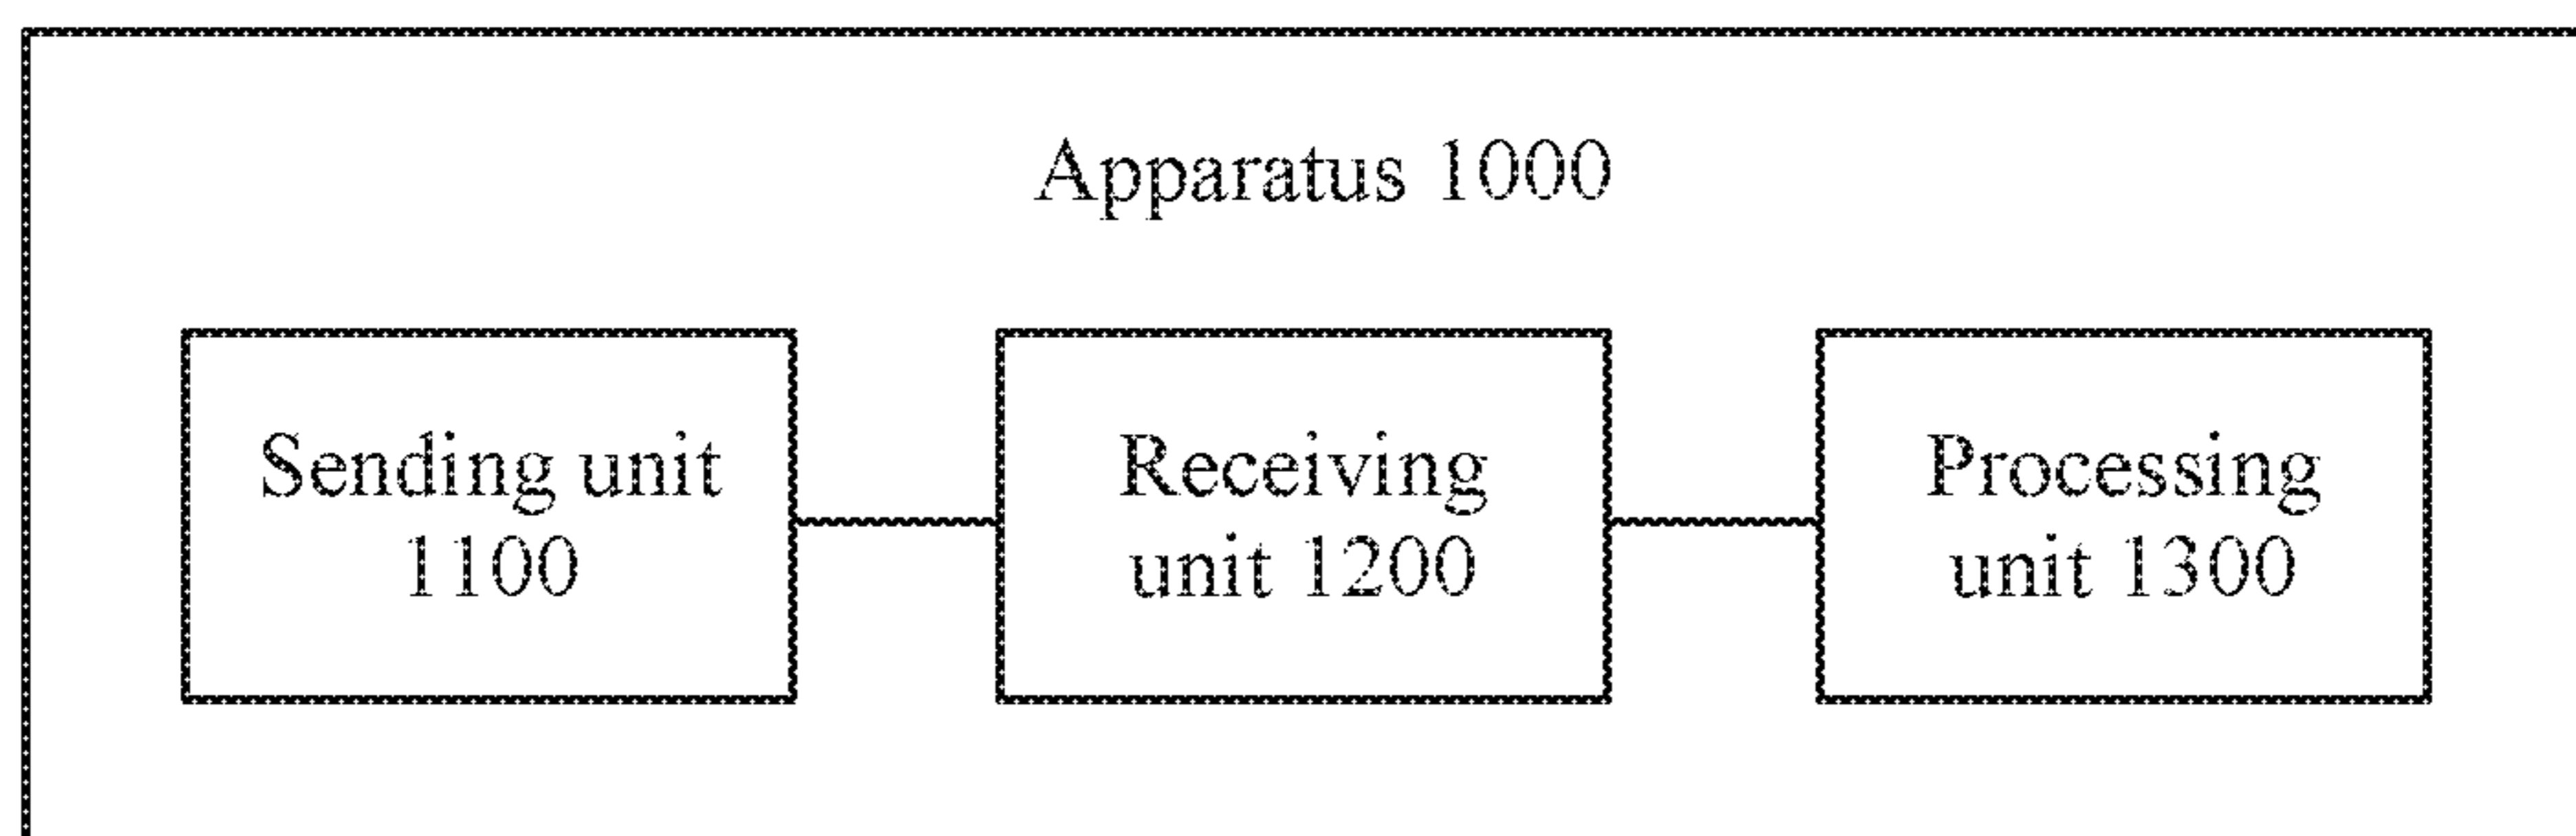 Apparatus 1000
Sending unit
1100
Receiving
unit 1200
Processing
unit 1300